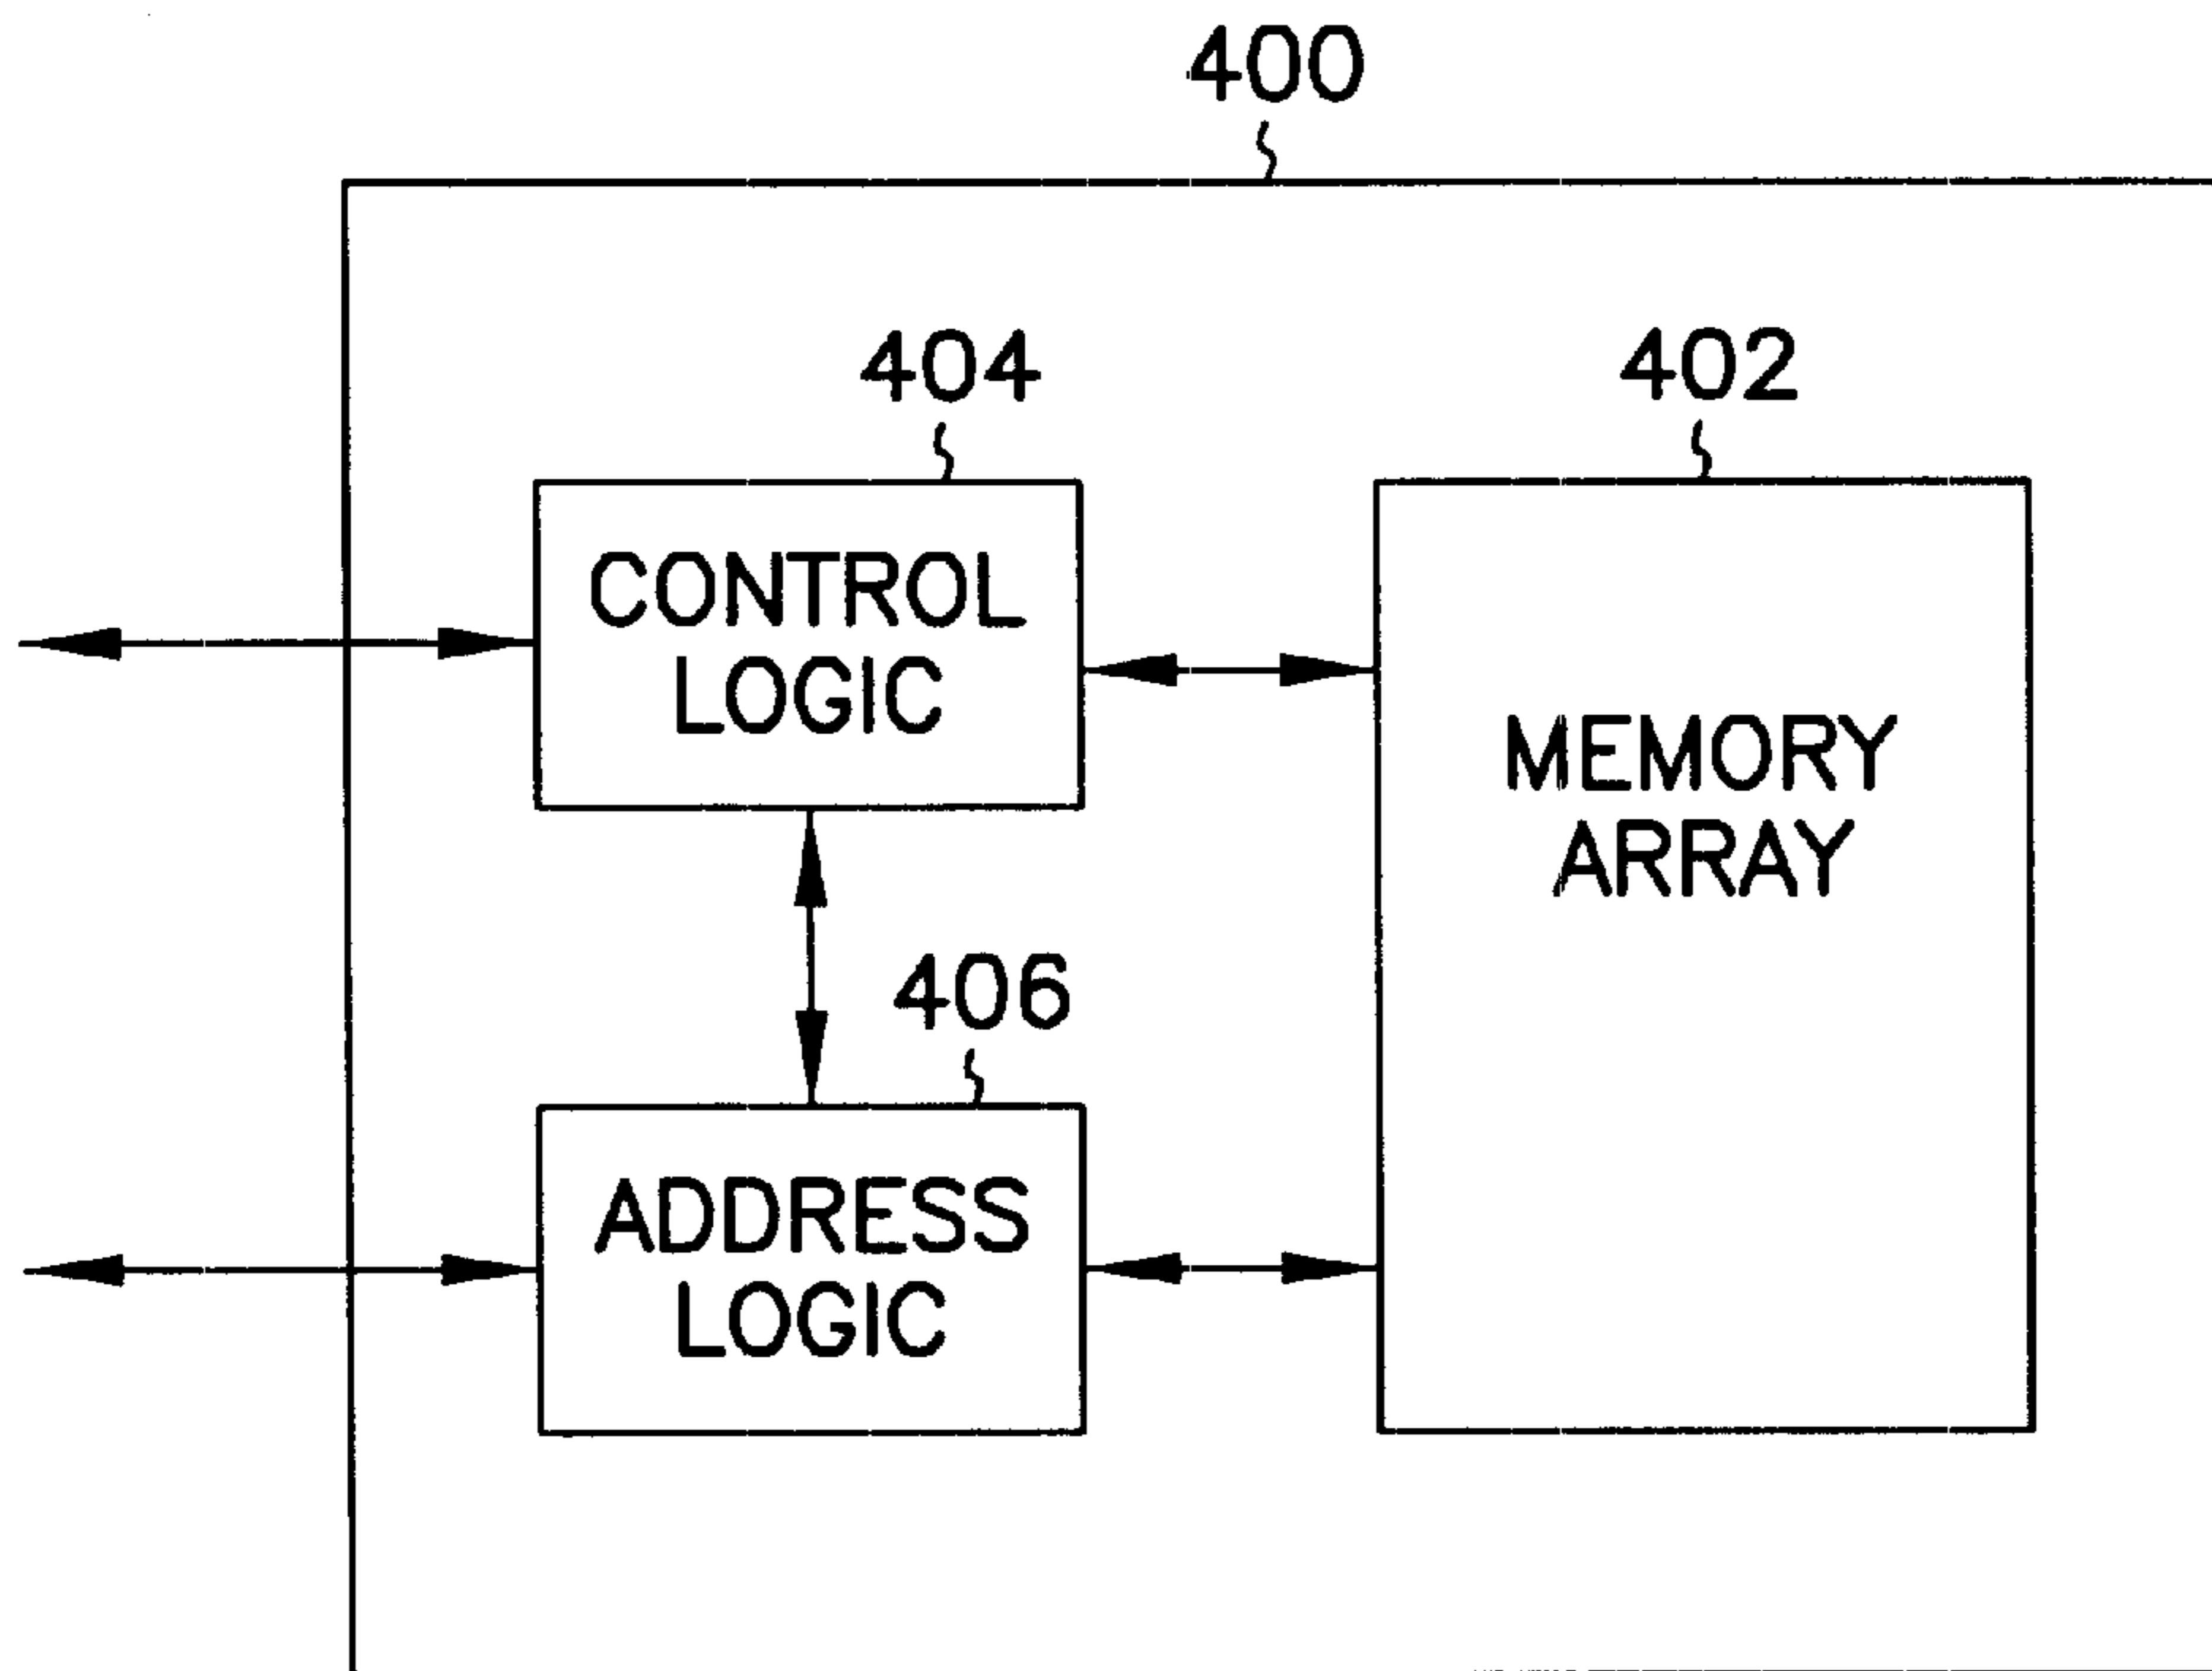 400
404
402
CONTROL
LOGIC
MEMORY
ARRAY
406
ADDRESS
LOGIC